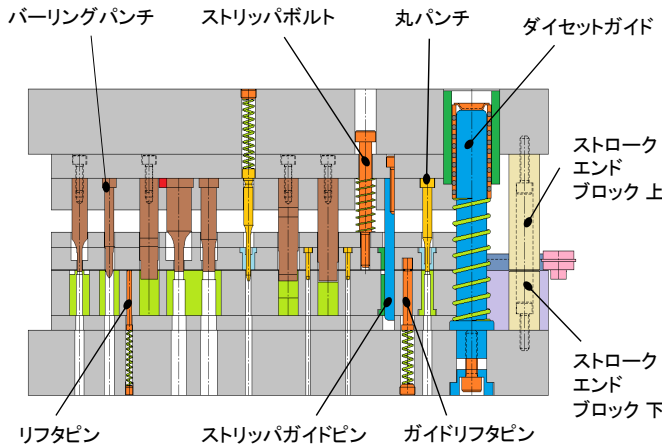 バーリングパンチ
ストリッパボルト
丸パンチ
ダイセットガイド
ストローク
エンド
ブロック 上
ストローク
エンド
ブロック 下
リフタピン
ストリッパガイドピン
ガイドリフタピン